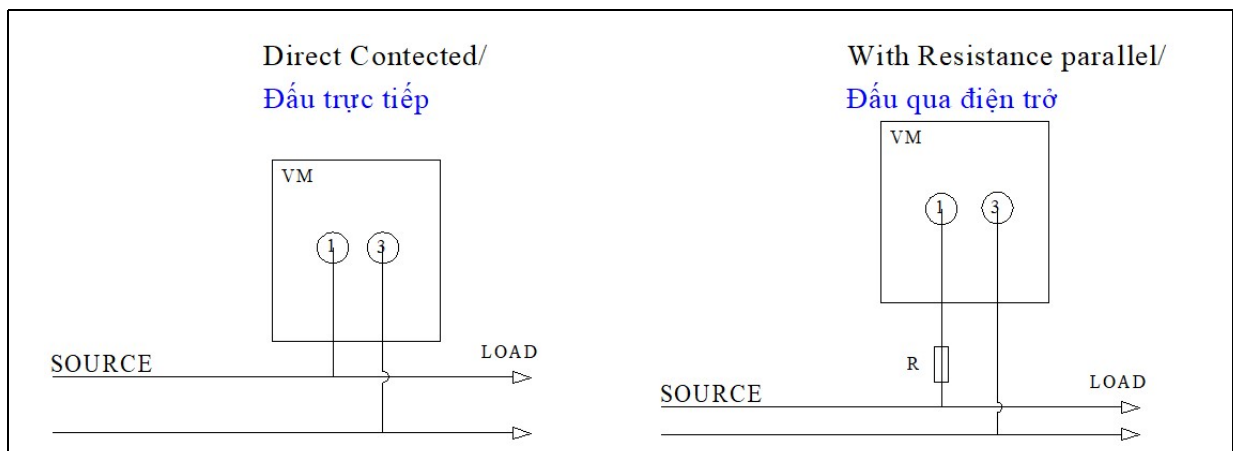 Direct Contected/
Đấu trực tiếp
VM
1
3
SOURCE
LOAD
With Resistance parallel/
Đấu qua điện trở
VM
1
3
R
SOURCE
LOAD